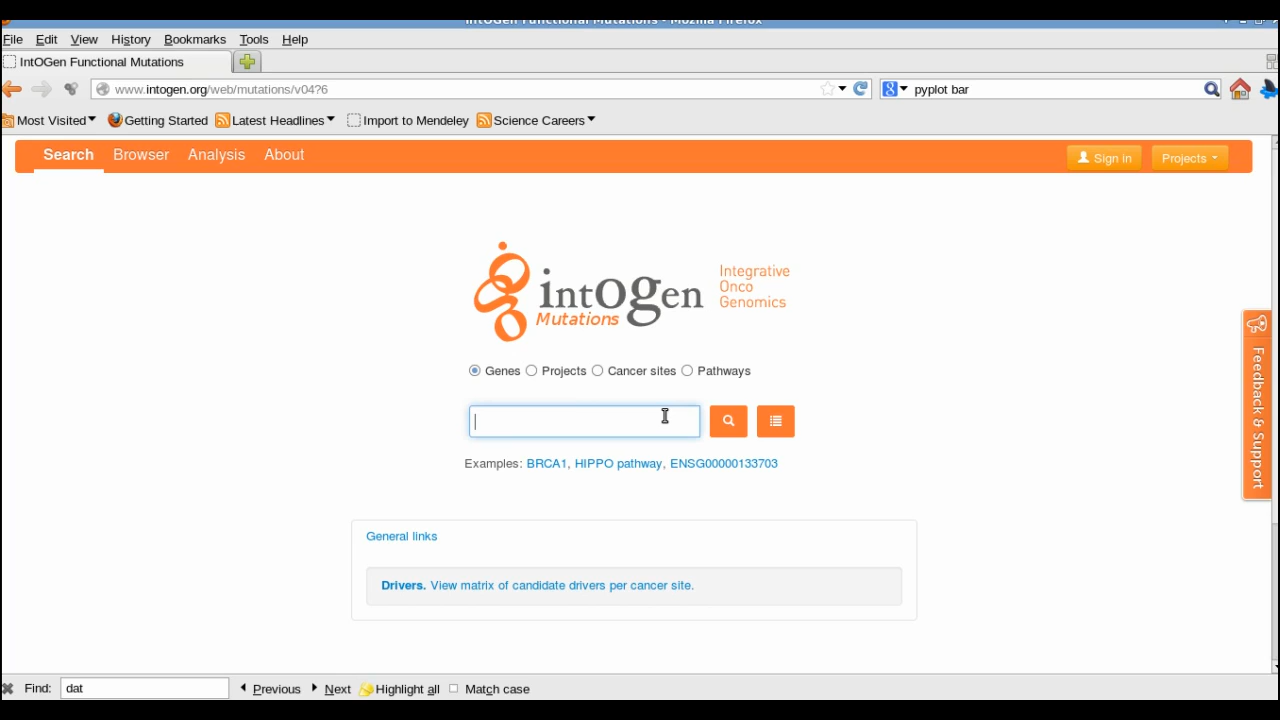 IntOGen Functional Mutations - Mozilla Firefox
File Edit View History Bookmarks Tools Help
IntOGen Functional Mutations
www.intogen.org/web/mutations/v04?6
pyplot bar
Most Visited Getting Started Latest Headlines Import to Mendeley Science Careers
Search Browser Analysis About
Sign in Projects
intOgen
Mutations
Integrative
Onco
Genomics
Genes Projects Cancer sites Pathways
Examples: BRCA1, HIPPO pathway, ENSG00000133703
General links
Drivers. View matrix of candidate drivers per cancer site.
Feedback & Support
Find: dat Previous Next Highlight all Match case